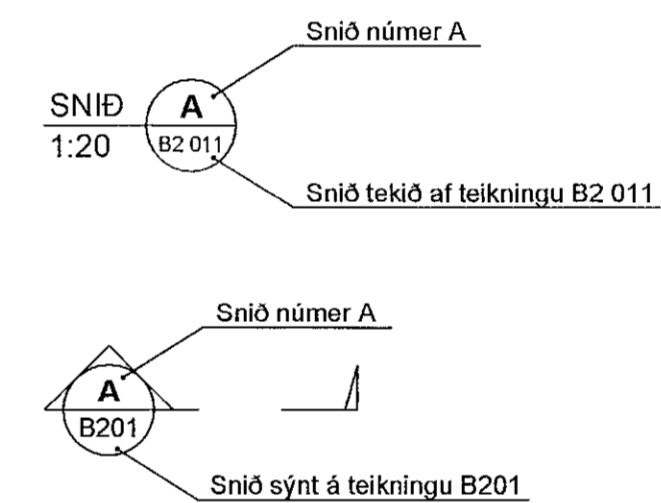 Snið númer A
SNIÐ
A
1:20
B2 011
Snið tekið af teikningu B2 011
Snið númer A
A
B201
Snið sýnt á teikningu B201